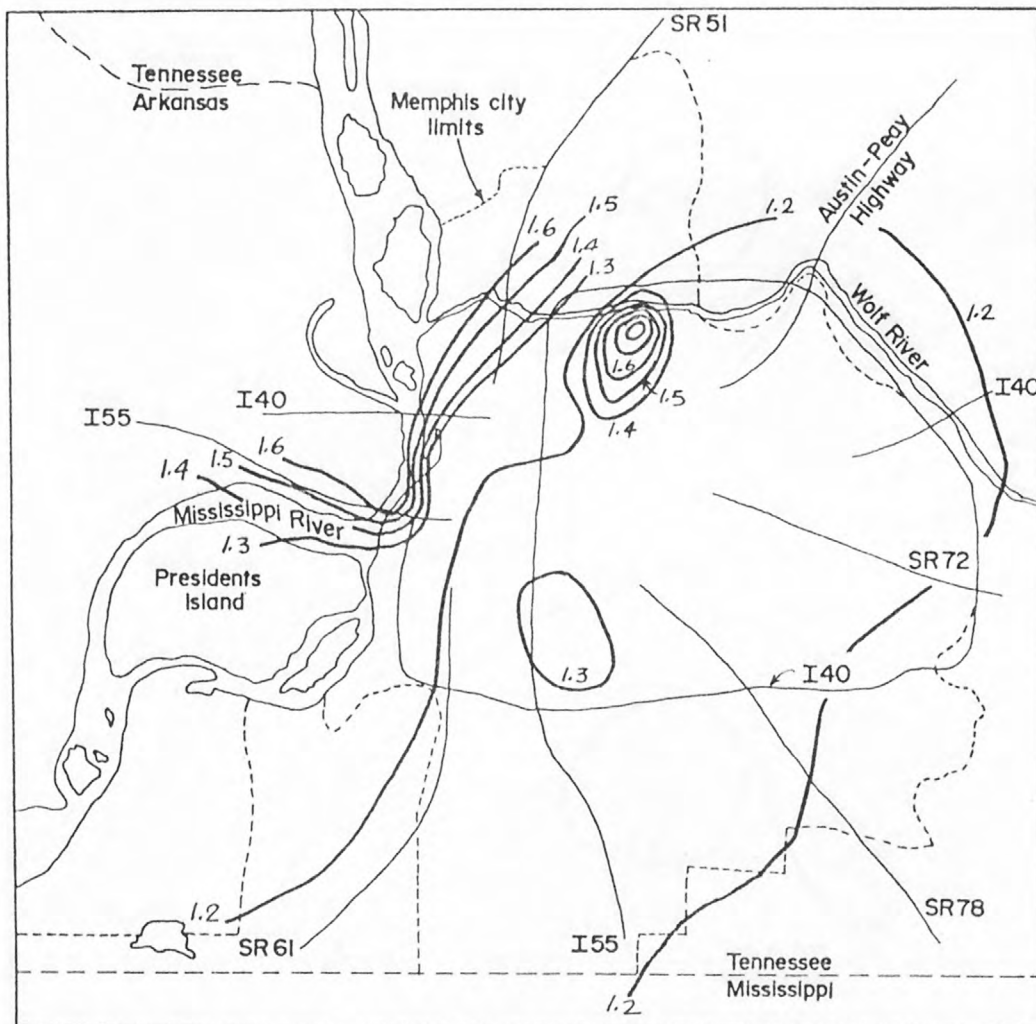 SR51
Tennessee
Arkansas
Memphis city
limits
Austin-Peay
Highway
1.2
1.5
1.6
1.4
1.3
Wolf River
1.2
1.6
1.5
1.4
I40
I40
I55
1.6
1.5
1.4
Mississippi River
1.3
Presidents
Island
SR72
1.3
I40
1.2
SR61
I55
SR78
Tennessee
Mississippi
1.2